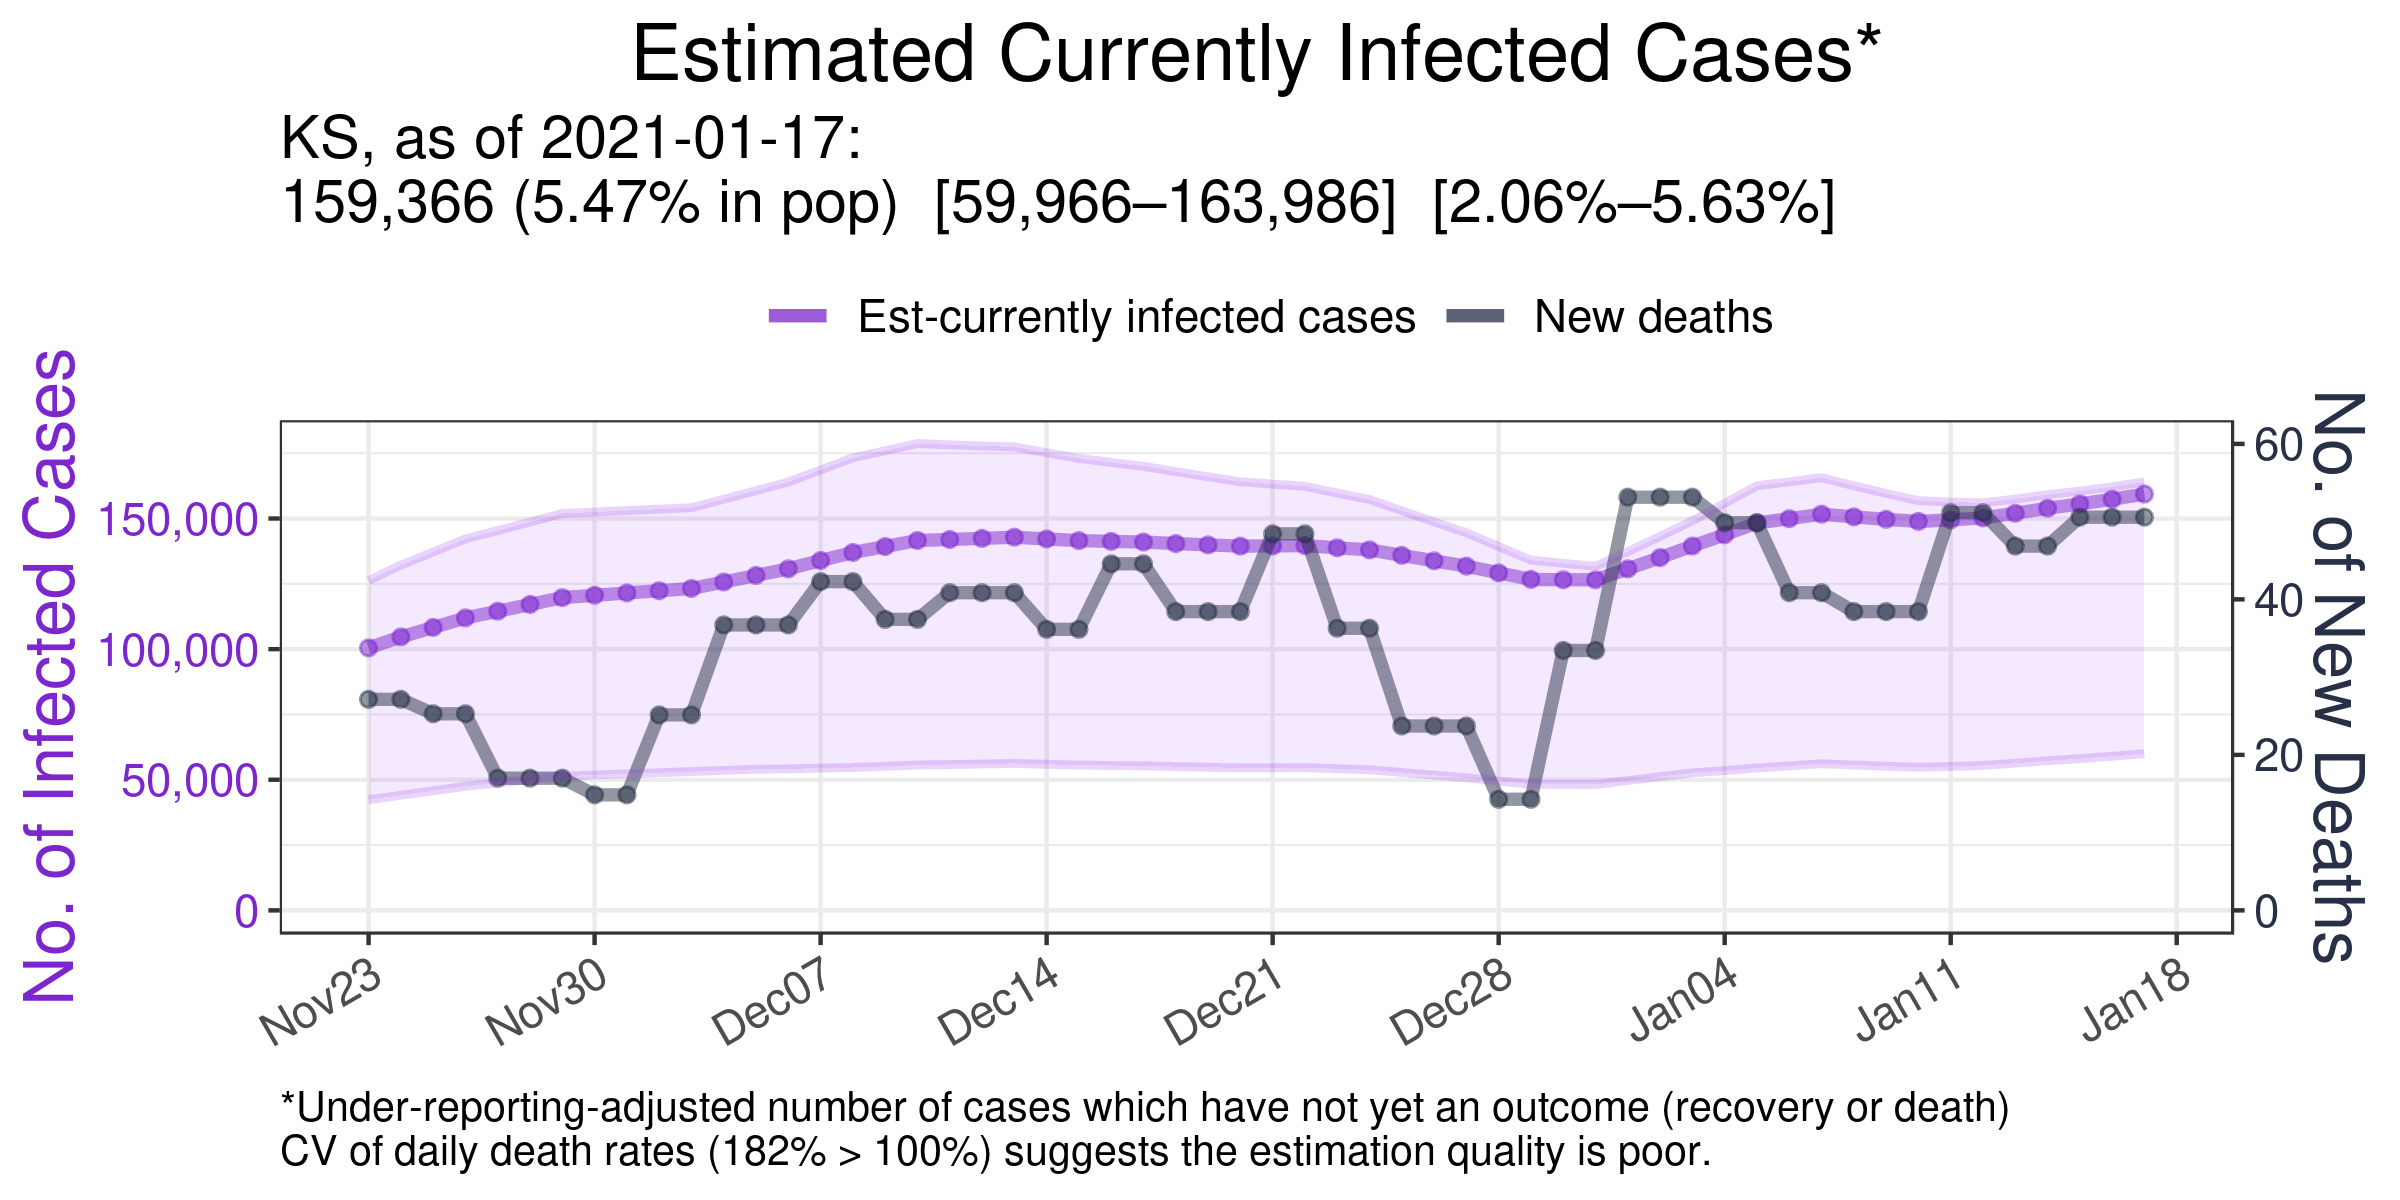 Estimated Currently Infected Cases*
KS, as of 2021-01-17:
159,366 (5.47% in pop)  [59,966–163,986]  [2.06%–5.63%]
Est-currently infected cases
New deaths
No. of Infected Cases
150,000
100,000
50,000
0
60
40
20
0
No. of New Deaths
Nov23
Nov30
Dec07
Dec14
Dec21
Dec28
Jan04
Jan11
Jan18
*Under-reporting-adjusted number of cases which have not yet an outcome (recovery or death)
CV of daily death rates (182% > 100%) suggests the estimation quality is poor.